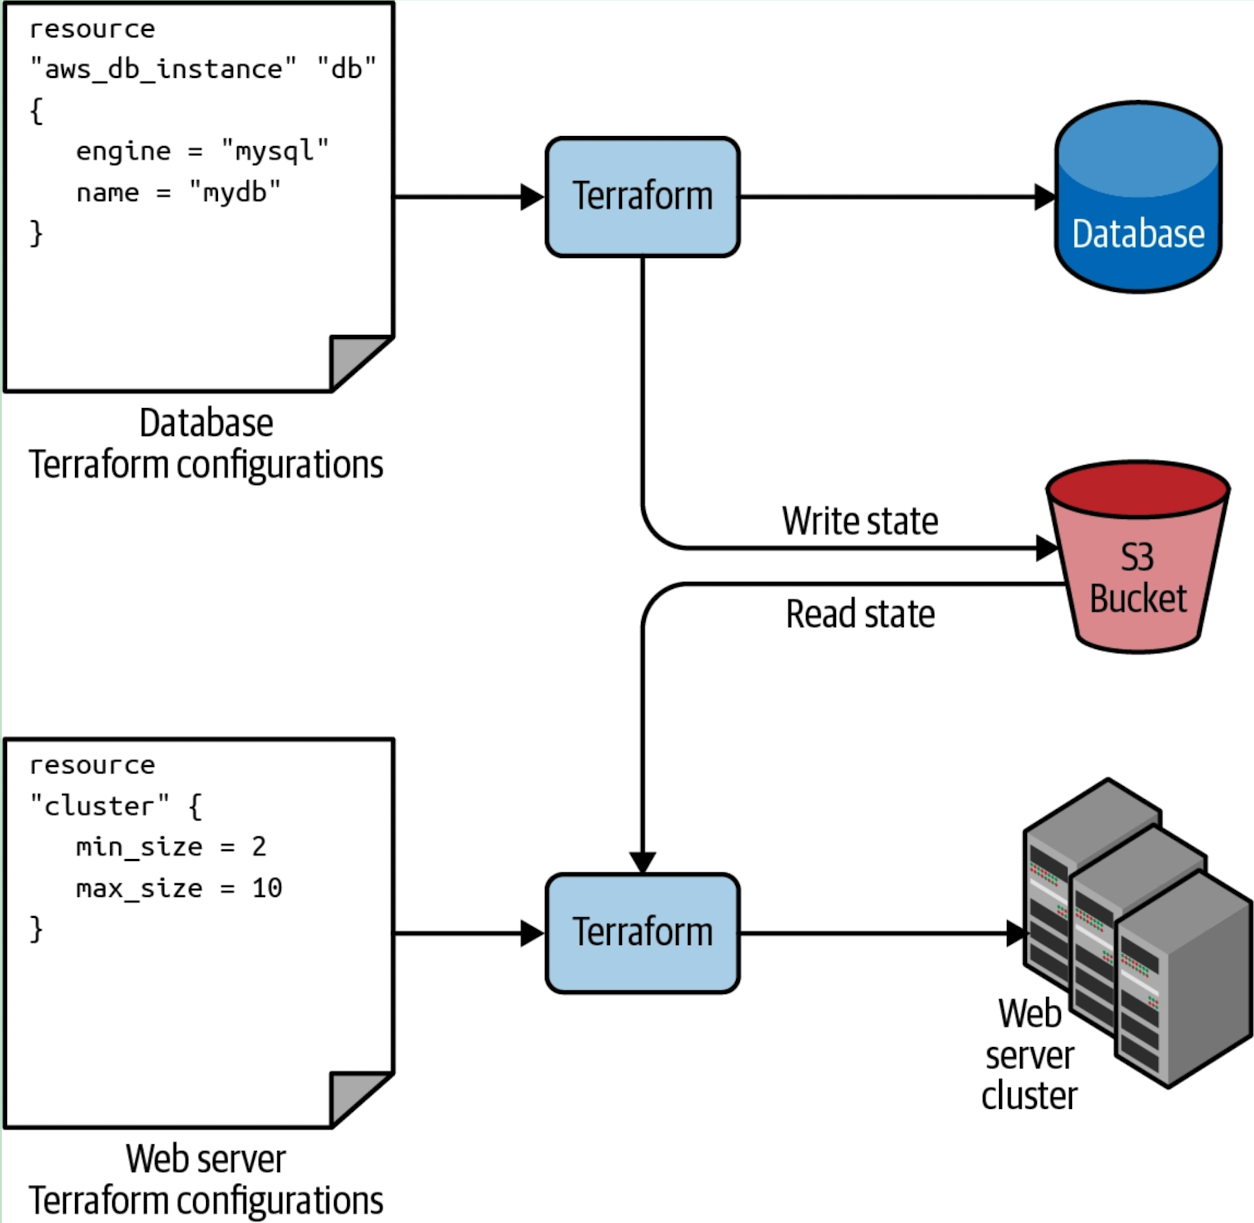 resource
"aws_db_instance" "db"
{
   engine = "mysql"
   name = "mydb"
}
Database
Terraform configurations
Terraform
Database
Write state
S3
Bucket
Read state
resource
"cluster" {
   min_size = 2
   max_size = 10
}
Web server
Terraform configurations
Terraform
Web
server
cluster